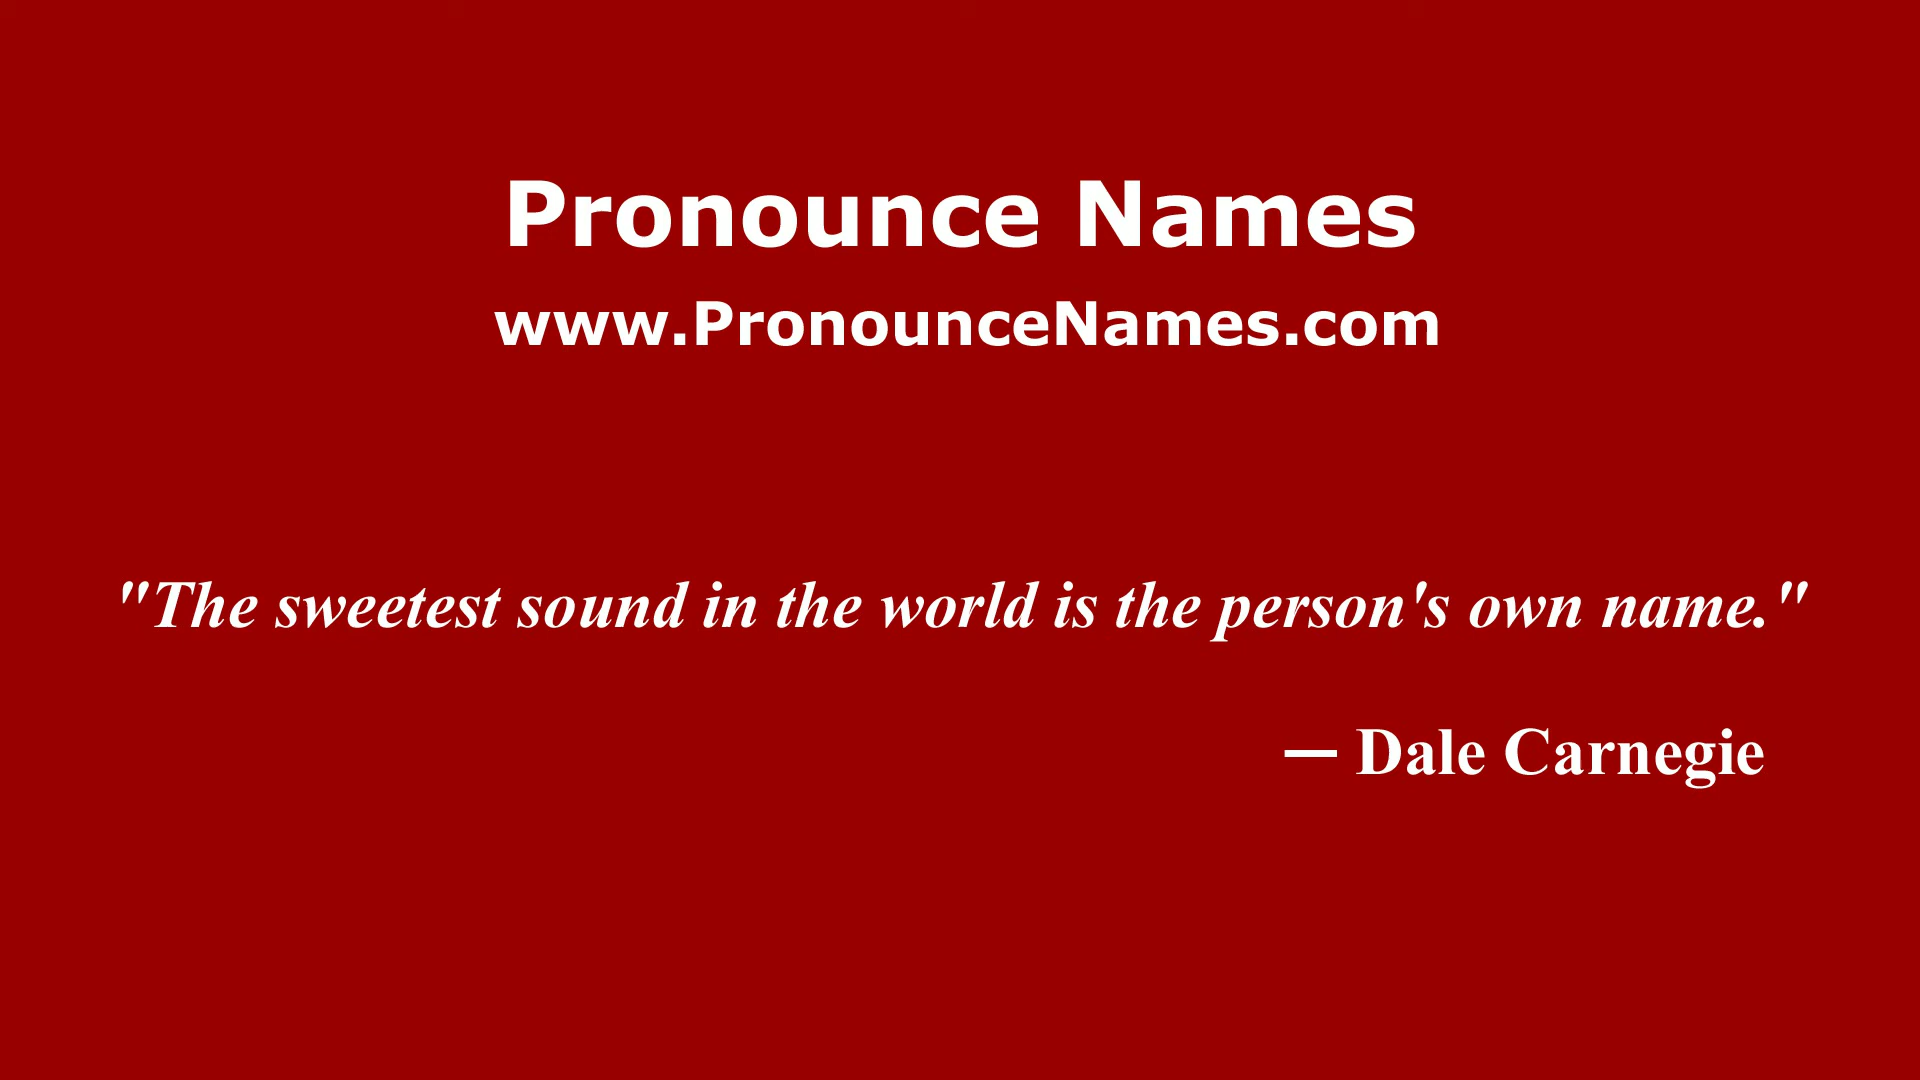 Pronounce Names
www.PronounceNames.com
"The sweetest sound in the world is the person's own name."
— Dale Carnegie